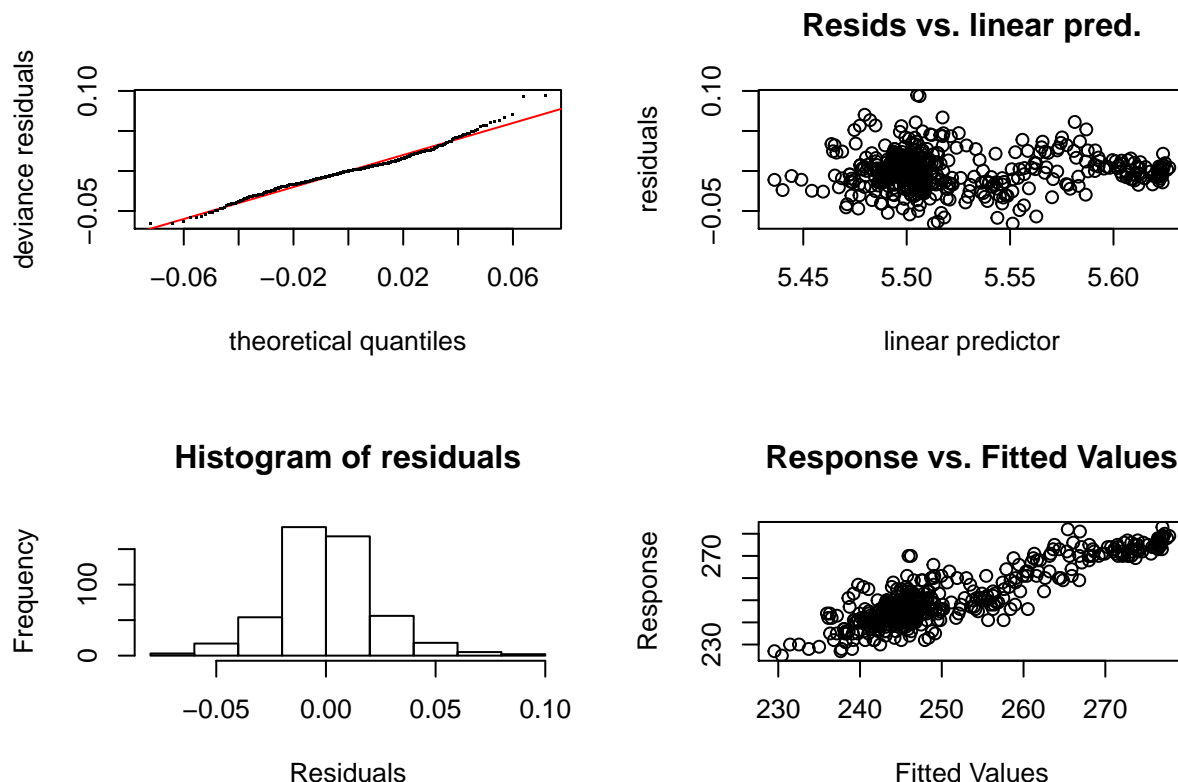 deviance residuals
0.10
−0.05
−0.06
−0.02
0.02
0.06
theoretical quantiles
Resids vs. linear pred.
residuals
0.10
−0.05
5.45
5.50
5.55
5.60
linear predictor
Histogram of residuals
Frequency
100
0
−0.05
0.00
0.05
0.10
Residuals
Response vs. Fitted Values
Response
270
230
230
240
250
260
270
Fitted Values